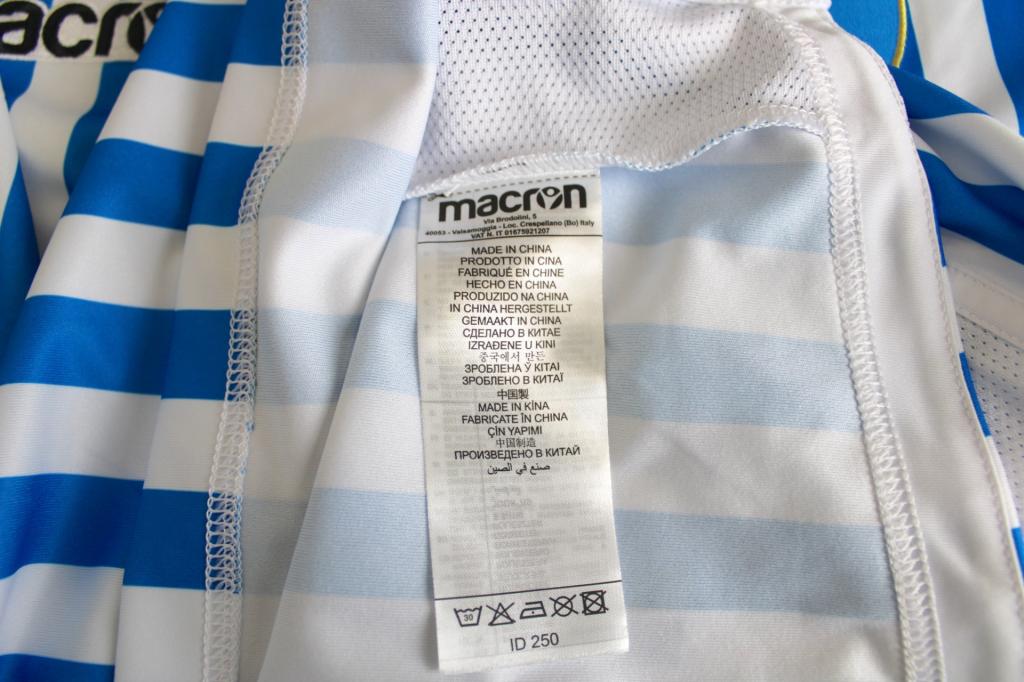 acron
macron
Via Brodolini, 5
40053 - Valsamoggia - Loc. Crespellano (Bo) Italy
VAT N. IT 01675921207
MADE IN CHINA
PRODOTTO IN CINA
FABRIQUÉ EN CHINE
HECHO EN CHINA
PRODUZIDO NA CHINA
IN CHINA HERGESTELLT
GEMAAKT IN CHINA
СДЕЛАНО В КИТАЕ
IZRAĐENE U KINI
중국에서 만든
ЗРОБЛЕНА Ў КІТАІ
ЗРОБЛЕНО В КИТАЇ
中国製
MADE IN KÍNA
FABRICATE ÎN CHINA
ÇİN YAPIMI
中国制造
ПРОИЗВЕДЕНО В КИТАЙ
صنع في الصين
30
ID 250